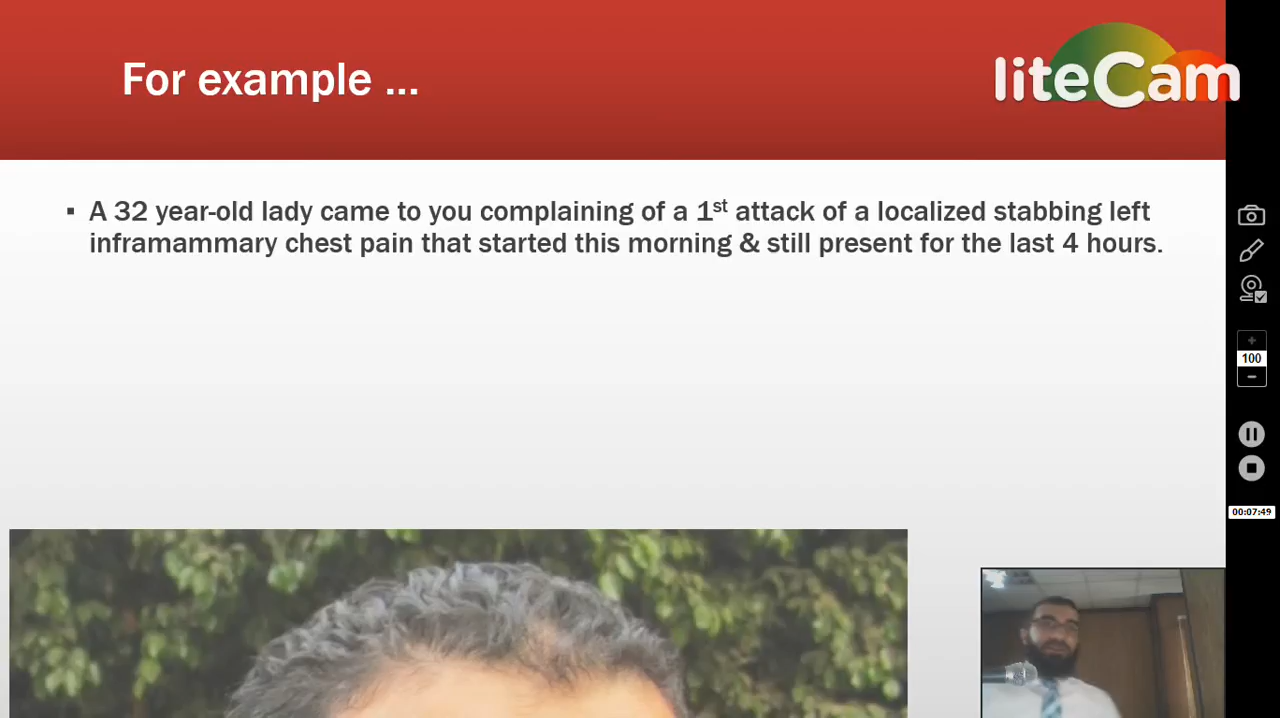 For example ...
liteCam
▪ A 32 year-old lady came to you complaining of a 1st attack of a localized stabbing left
inframammary chest pain that started this morning & still present for the last 4 hours.
100
00:07:49